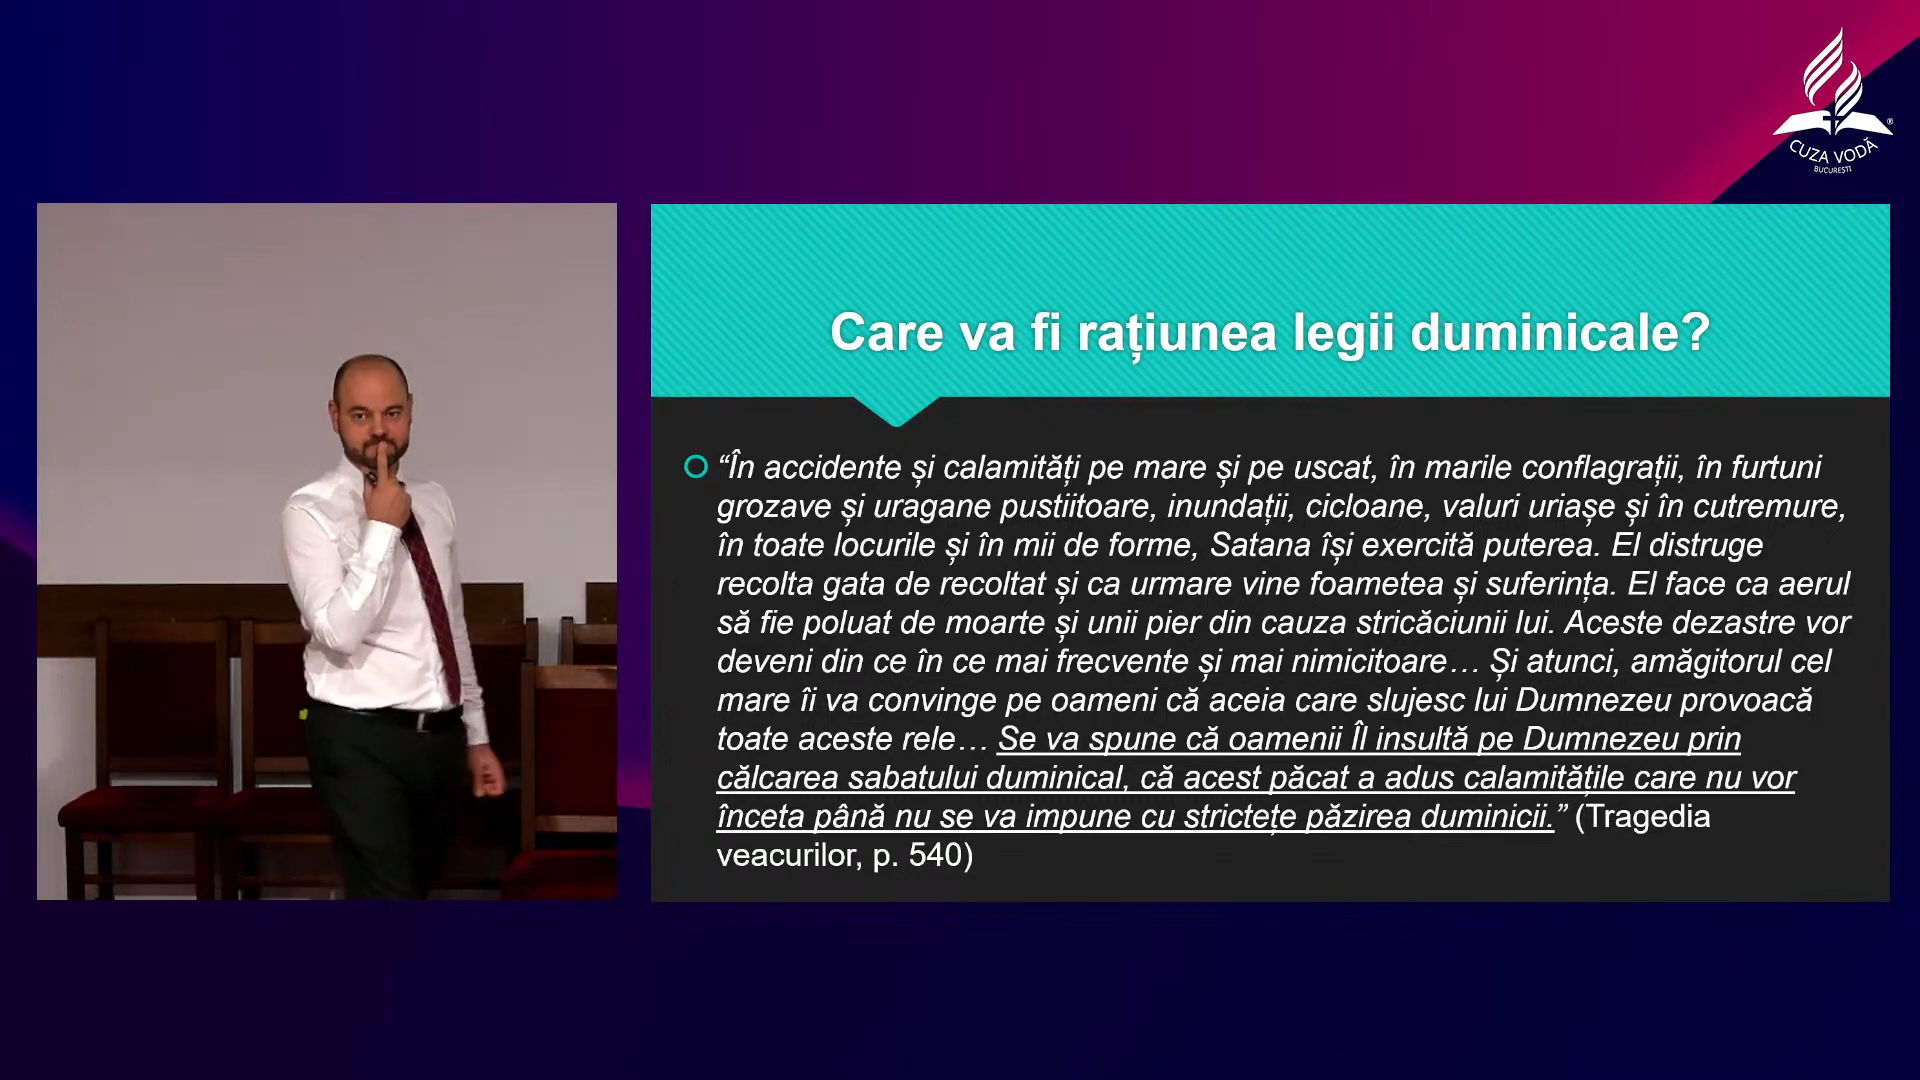 CUZA VODĂ
BUCUREȘTI
Care va fi rațiunea legii duminicale?
“În accidente și calamități pe mare și pe uscat, în marile conflagrații, în furtuni
grozave și uragane pustiitoare, inundații, cicloane, valuri uriașe și în cutremure,
în toate locurile și în mii de forme, Satana își exercită puterea. El distruge
recolta gata de recoltat și ca urmare vine foametea și suferința. El face ca aerul
să fie poluat de moarte și unii pier din cauza stricăciunii lui. Aceste dezastre vor
deveni din ce în ce mai frecvente și mai nimicitoare… Și atunci, amăgitorul cel
mare îi va convinge pe oameni că aceia care slujesc lui Dumnezeu provoacă
toate aceste rele… Se va spune că oamenii Îl insultă pe Dumnezeu prin
călcarea sabatului duminical, că acest păcat a adus calamitățile care nu vor
înceta până nu se va impune cu strictețe păzirea duminicii.” (Tragedia
veacurilor, p. 540)